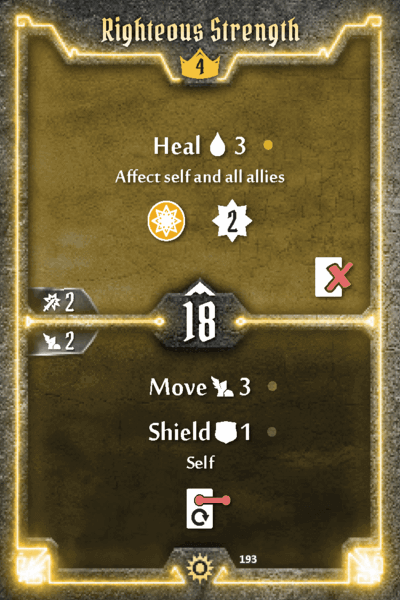 Righteous Strength
4
Heal 3
Affect self and all allies
2
2
18
2
Move 3
Shield 1
Self
193